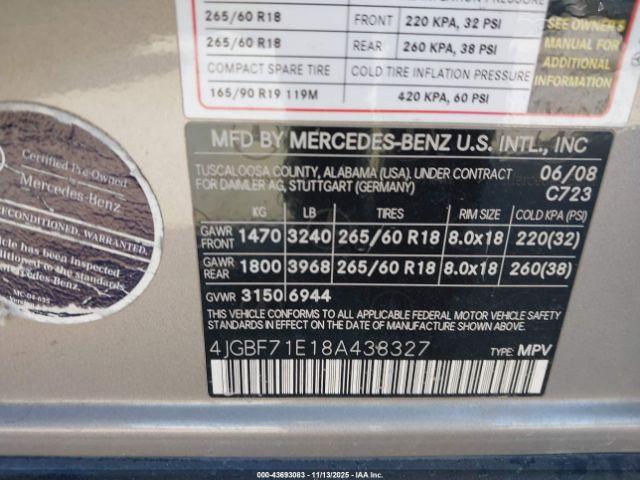 265/60 R18 FRONT 220 KPA, 32 PSI
265/60 R18 REAR 260 KPA, 38 PSI
COMPACT SPARE TIRE COLD TIRE INFLATION PRESSURE
165/90 R19 119M 420 KPA, 60 PSI
SEE OWNER'S
MANUAL FOR
ADDITIONAL
INFORMATION
Certified Pre-Owned
Mercedes-Benz
RECONDITIONED. WARRANTED.
vehicle has been inspected
MFD BY MERCEDES-BENZ U.S. INTL., INC
TUSCALOOSA COUNTY, ALABAMA (USA), UNDER CONTRACT 06/08
FOR DAIMLER AG, STUTTGART (GERMANY) C723
KG LB TIRES RIM SIZE COLD KPA (PSI)
GAWR FRONT 1470 3240 265/60 R18 8.0x18 220(32)
GAWR REAR 1800 3968 265/60 R18 8.0x18 260(38)
GVWR 3150 6944
THIS VEHICLE CONFORMS TO ALL APPLICABLE FEDERAL MOTOR VEHICLE
SAFETY STANDARDS IN EFFECT ON THE DATE OF MANUFACTURE SHOWN ABOVE
4JGBF71E18A438327 TYPE: MPV
000-43693083 - 11/13/2025 - IAA Inc.